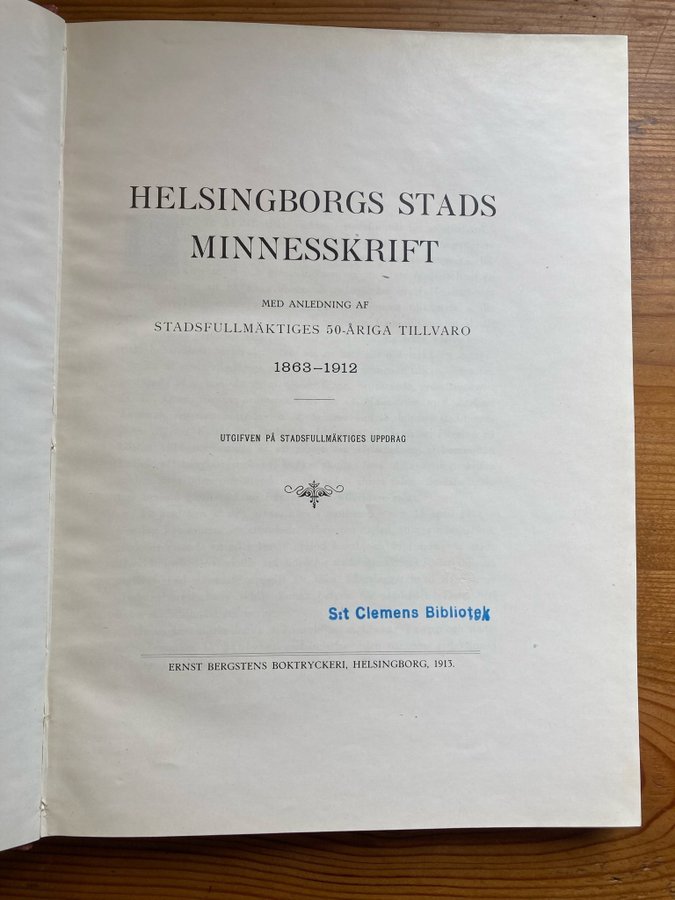 HELSINGBORGS STADS
MINNESSKRIFT
MED ANLEDNING AF
STADSFULLMÄKTIGES 50-ÅRIGA TILLVARO
1863–1912
UTGIFVEN PÅ STADSFULLMÄKTIGES UPPDRAG
S:t Clemens Bibliotek
ERNST BERGSTENS BOKTRYCKERI, HELSINGBORG, 1913.